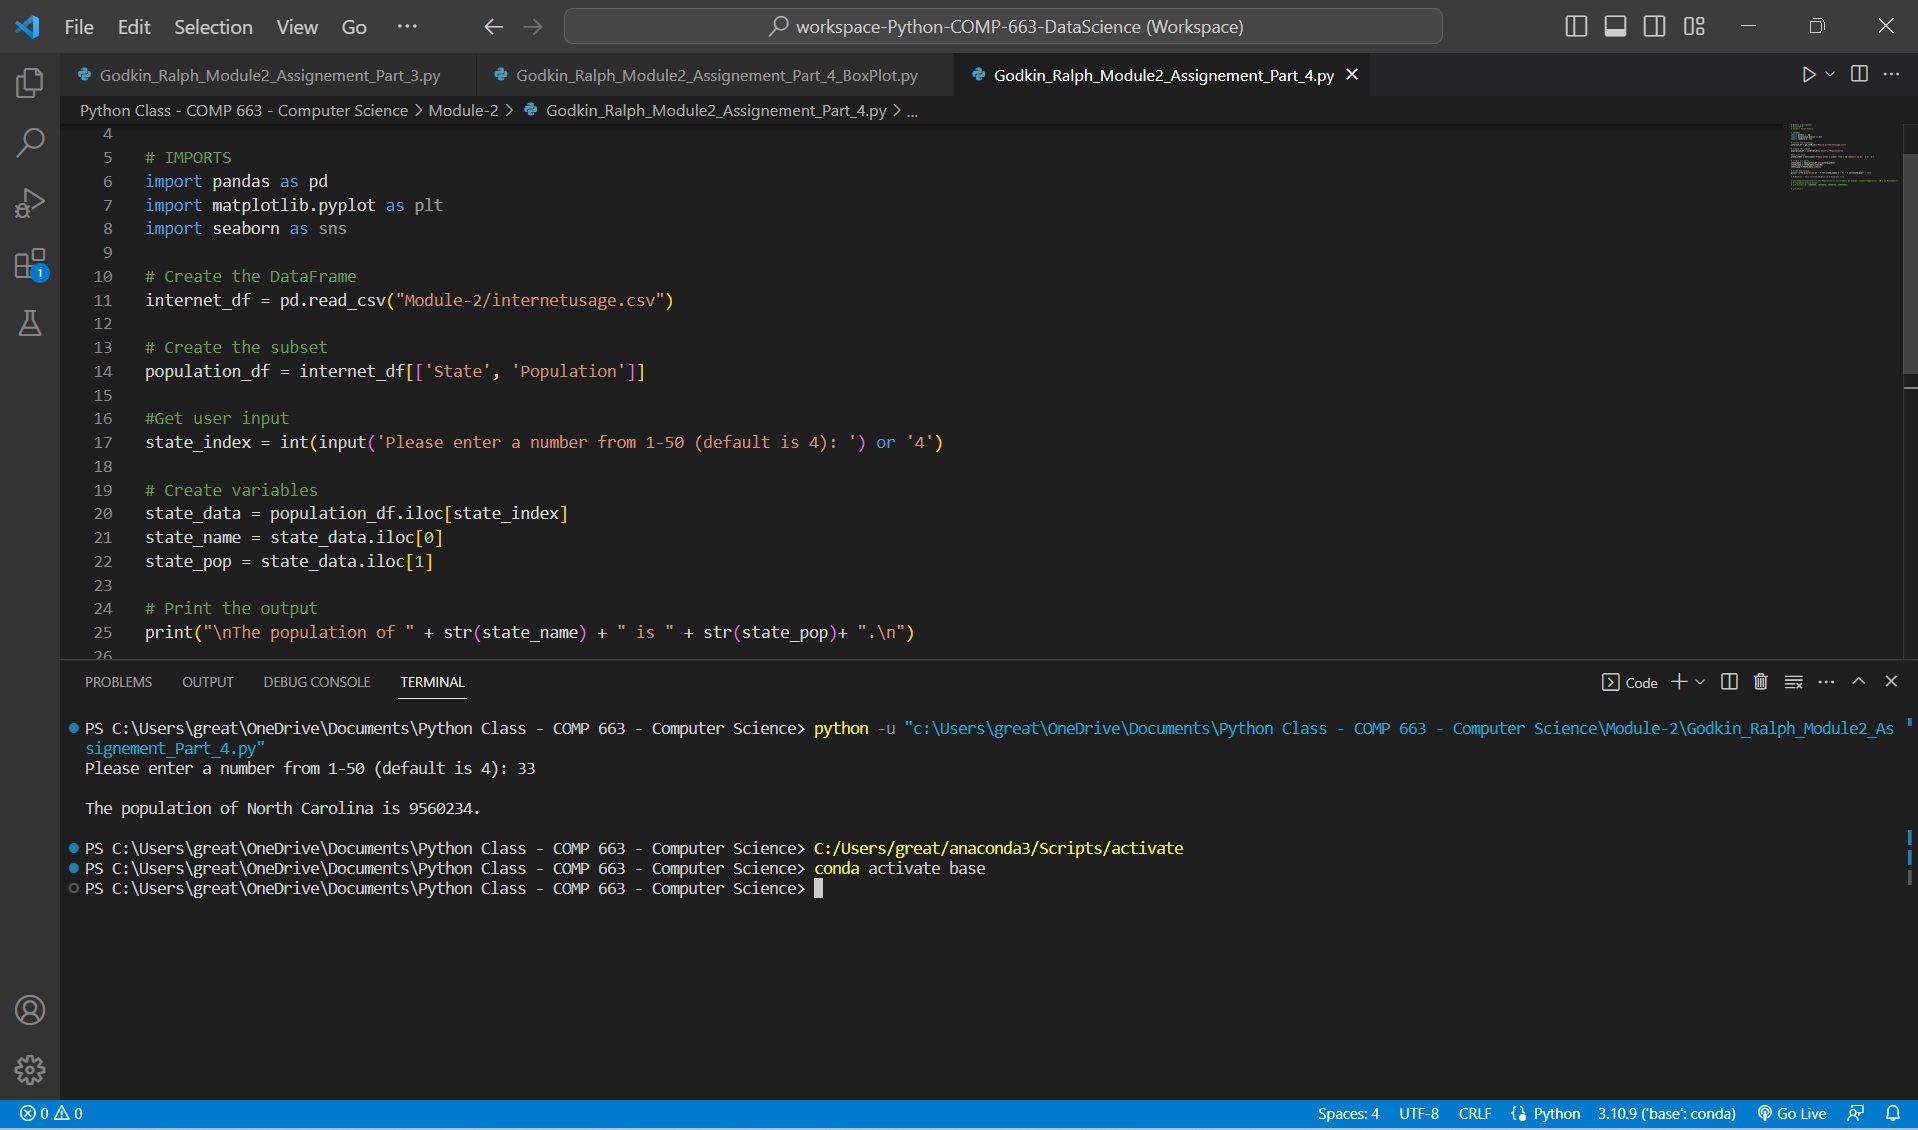 File Edit Selection View Go ··· workspace-Python-COMP-663-DataScience (Workspace)
Godkin_Ralph_Module2_Assignement_Part_3.py Godkin_Ralph_Module2_Assignement_Part_4_BoxPlot.py Godkin_Ralph_Module2_Assignement_Part_4.py
Python Class - COMP 663 - Computer Science > Module-2 > Godkin_Ralph_Module2_Assignement_Part_4.py > ...
4
5 # IMPORTS
6 import pandas as pd
7 import matplotlib.pyplot as plt
8 import seaborn as sns
9
10 # Create the DataFrame
11 internet_df = pd.read_csv("Module-2/internetusage.csv")
12
13 # Create the subset
14 population_df = internet_df[['State', 'Population']]
15
16 #Get user input
17 state_index = int(input('Please enter a number from 1-50 (default is 4): ') or '4')
18
19 # Create variables
20 state_data = population_df.iloc[state_index]
21 state_name = state_data.iloc[0]
22 state_pop = state_data.iloc[1]
23
24 # Print the output
25 print("\nThe population of " + str(state_name) + " is " + str(state_pop)+ ".\n")
26
PROBLEMS OUTPUT DEBUG CONSOLE TERMINAL Code
PS C:\Users\great\OneDrive\Documents\Python Class - COMP 663 - Computer Science> python -u "c:\Users\great\OneDrive\Documents\Python Class - COMP 663 - Computer Science\Module-2\Godkin_Ralph_Module2_As
signement_Part_4.py"
Please enter a number from 1-50 (default is 4): 33
The population of North Carolina is 9560234.
PS C:\Users\great\OneDrive\Documents\Python Class - COMP 663 - Computer Science> C:/Users/great/anaconda3/Scripts/activate
PS C:\Users\great\OneDrive\Documents\Python Class - COMP 663 - Computer Science> conda activate base
PS C:\Users\great\OneDrive\Documents\Python Class - COMP 663 - Computer Science>
1
0 0 Spaces: 4 UTF-8 CRLF Python 3.10.9 ('base': conda) Go Live